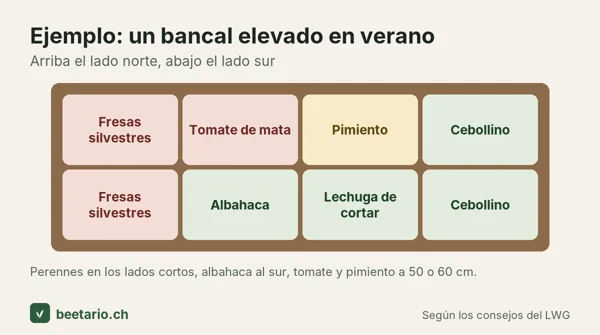 Ejemplo: un bancal elevado en verano
Arriba el lado norte, abajo el lado sur
Fresas
silvestres
Tomate de mata
Pimiento
Cebollino
Fresas
silvestres
Albahaca
Lechuga de
cortar
Cebollino
Perennes en los lados cortos, albahaca al sur, tomate y pimiento a 50 o 60 cm.
beetario.ch
Según los consejos del LWG